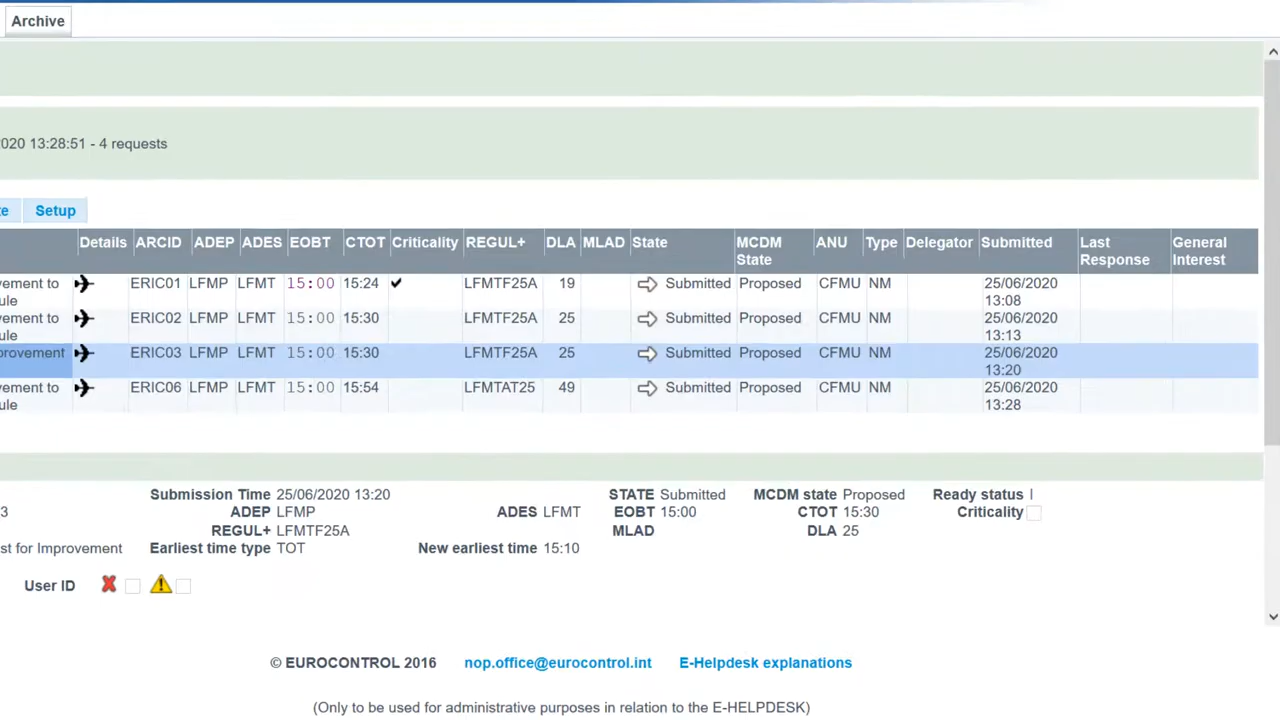 Archive
020 13:28:51 - 4 requests
te Setup
Details ARCID ADEP ADES EOBT CTOT Criticality REGUL+ DLA MLAD State MCDM State ANU Type Delegator Submitted Last Response General Interest
vement to ule ERIC01 LFMP LFMT 15:00 15:24 ✔ LFMTF25A 19 Submitted Proposed CFMU NM 25/06/2020 13:08
vement to ule ERIC02 LFMP LFMT 15:00 15:30 LFMTF25A 25 Submitted Proposed CFMU NM 25/06/2020 13:13
provement ERIC03 LFMP LFMT 15:00 15:30 LFMTF25A 25 Submitted Proposed CFMU NM 25/06/2020 13:20
vement to ule ERIC06 LFMP LFMT 15:00 15:54 LFMTAT25 49 Submitted Proposed CFMU NM 25/06/2020 13:28
Submission Time 25/06/2020 13:20 STATE Submitted MCDM state Proposed Ready status I
3 ADEP LFMP ADES LFMT EOBT 15:00 CTOT 15:30 Criticality
REGUL+ LFMTF25A MLAD DLA 25
st for Improvement Earliest time type TOT New earliest time 15:10
User ID
© EUROCONTROL 2016 nop.office@eurocontrol.int E-Helpdesk explanations
(Only to be used for administrative purposes in relation to the E-HELPDESK)